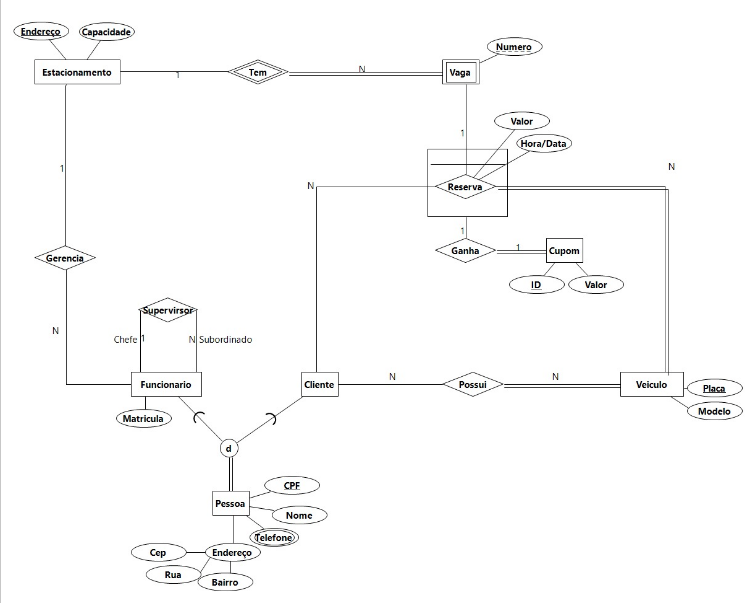 Endereço
Capacidade
Estacionamento
1
Tem
N
Vaga
Numero
1
Valor
Hora/Data
N
1
N
Reserva
1
Ganha
1
Cupom
ID
Valor
Gerencia
N
Supervirsor
Chefe
1
N
Subordinado
Funcionario
Matricula
Cliente
N
Possui
N
Veiculo
Placa
Modelo
d
Pessoa
CPF
Nome
Telefone
Endereço
Cep
Rua
Bairro